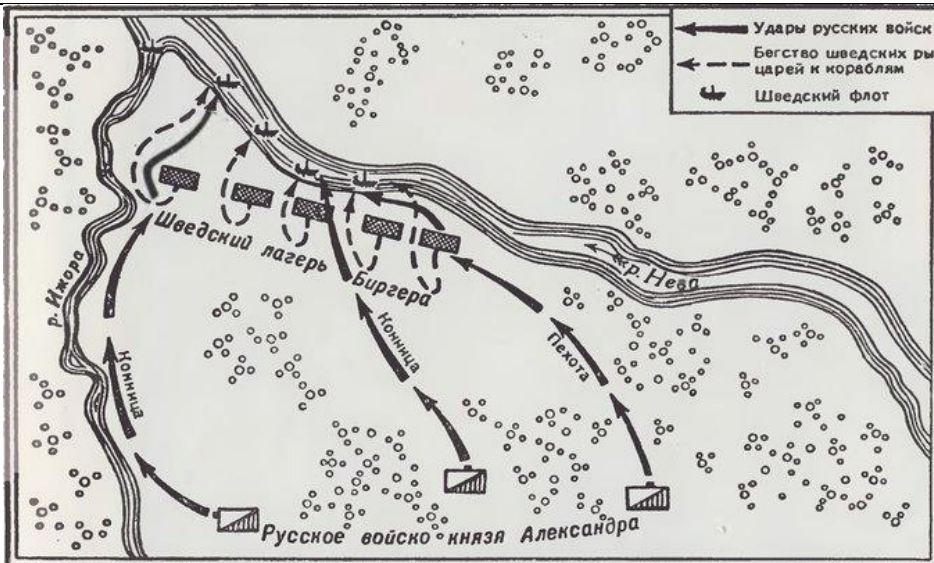 Удары русских войск
Бегство шведских ры
царей к кораблям
Шведский флот
р. Нева
Шведский лагерь
Биргера
р. Ижора
Конница
Конница
Пехота
Русское войско князя Александра